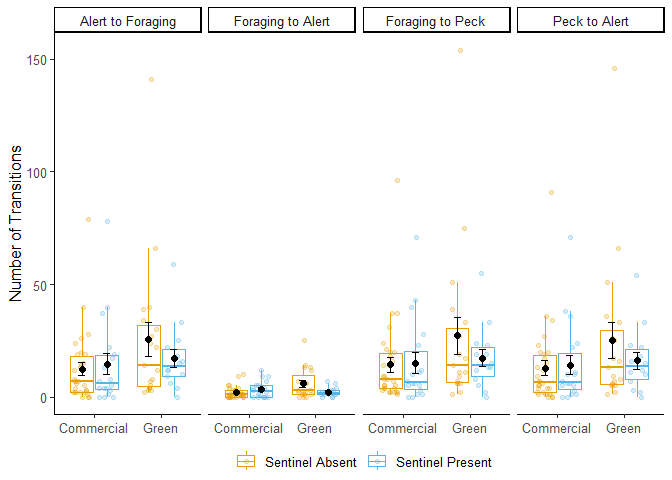 Alert to Foraging
Foraging to Alert
Foraging to Peck
Peck to Alert
Number of Transitions
150
100
50
0
Commercial Green Commercial Green Commercial Green Commercial Green
Sentinel Absent Sentinel Present